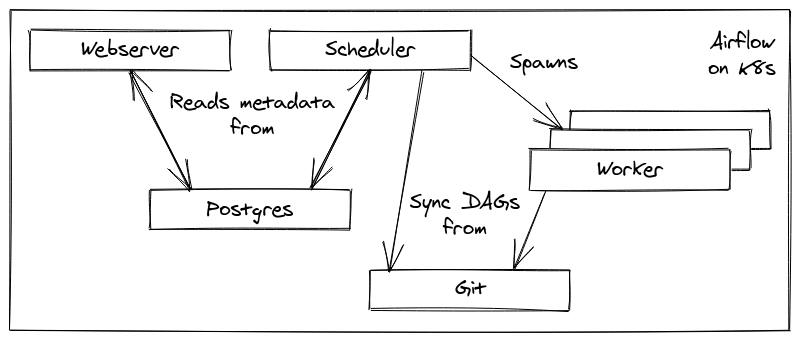 Webserver
Scheduler
Airflow
on K8s
Spawns
Reads metadata
from
Worker
Postgres
Sync DAGs
from
Git